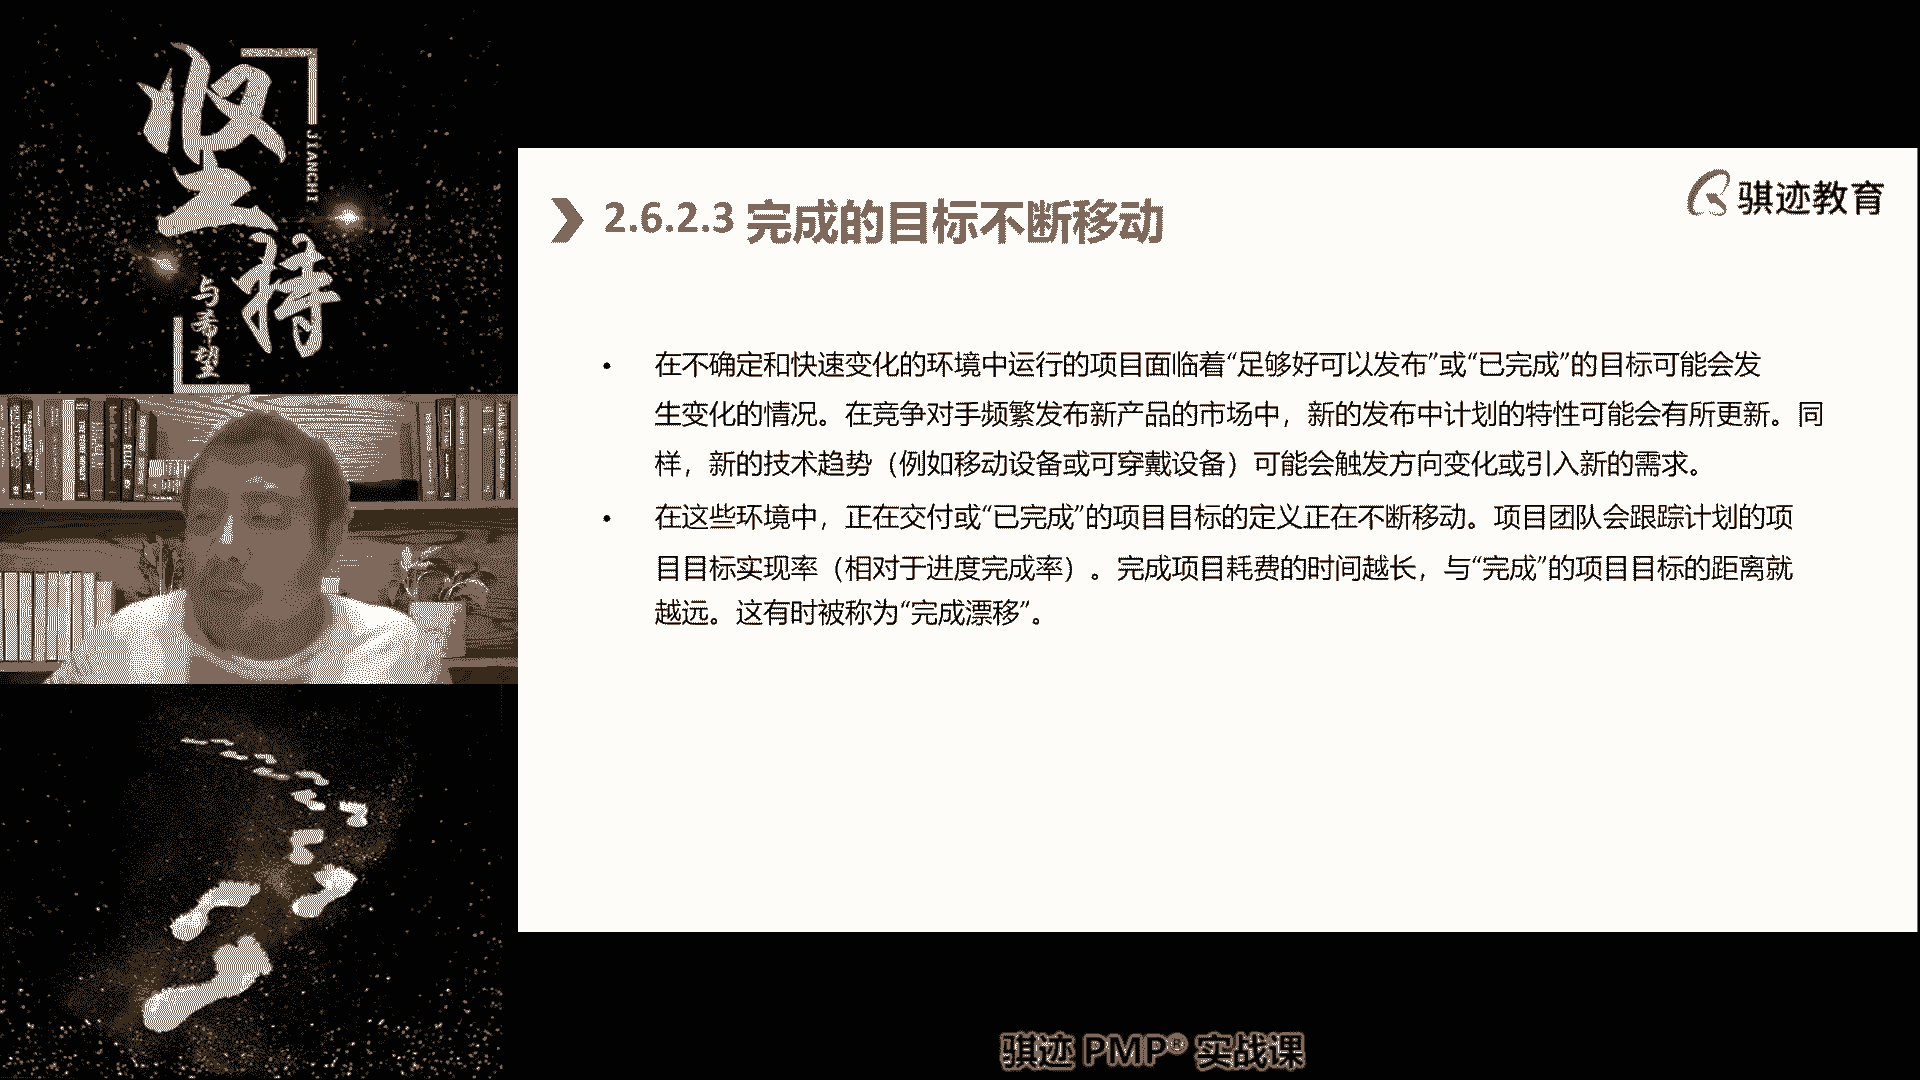 坚持
JIANCHI
与希望
骐迹教育
2.6.2.3 完成的目标不断移动
• 在不确定和快速变化的环境中运行的项目面临着“足够好可以发布”或“已完成”的目标可能会发
生变化的情况。在竞争对手频繁发布新产品的市场中，新的发布中计划的特性可能会有所更新。同
样，新的技术趋势（例如移动设备或可穿戴设备）可能会触发方向变化或引入新的需求。
• 在这些环境中，正在交付或“已完成”的项目目标的定义正在不断移动。项目团队会跟踪计划的项
目目标实现率（相对于进度完成率）。完成项目耗费的时间越长，与“完成”的项目目标的距离就
越远。这有时被称为“完成漂移”。
骐迹 PMP® 实战课